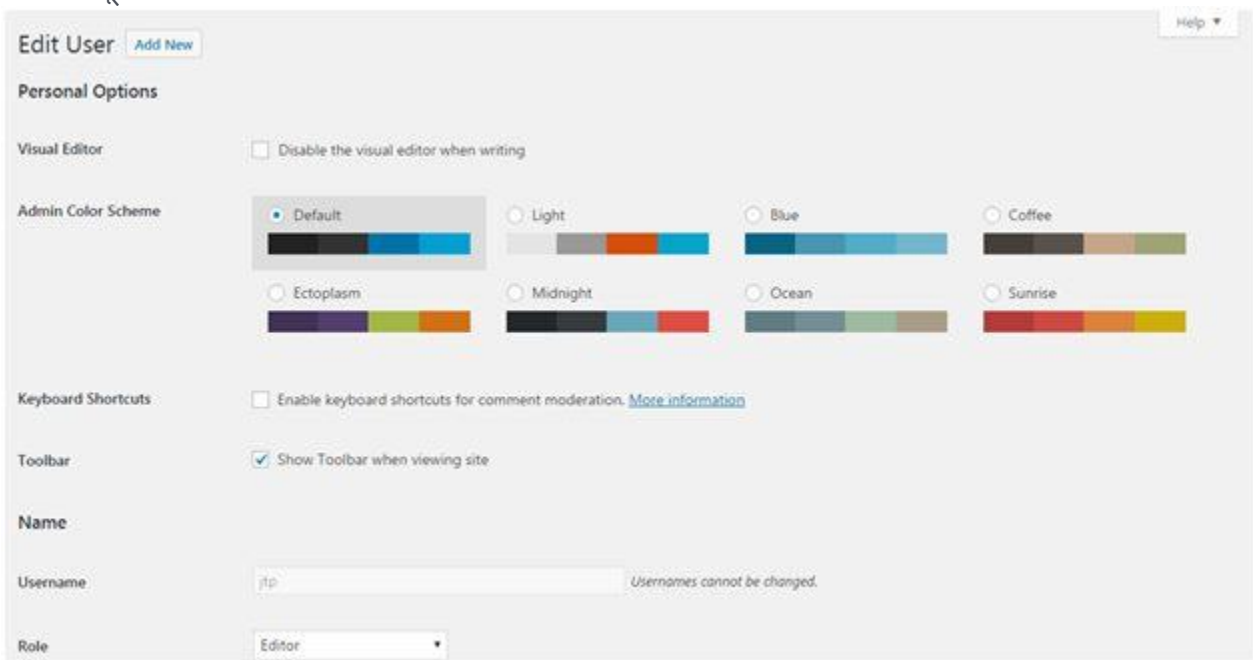 Help
Edit User Add New
Personal Options
Visual Editor Disable the visual editor when writing
Admin Color Scheme Default Light Blue Coffee
Ectoplasm Midnight Ocean Sunrise
Keyboard Shortcuts Enable keyboard shortcuts for comment moderation. More information
Toolbar Show Toolbar when viewing site
Name
Username jtp Usernames cannot be changed.
Role Editor